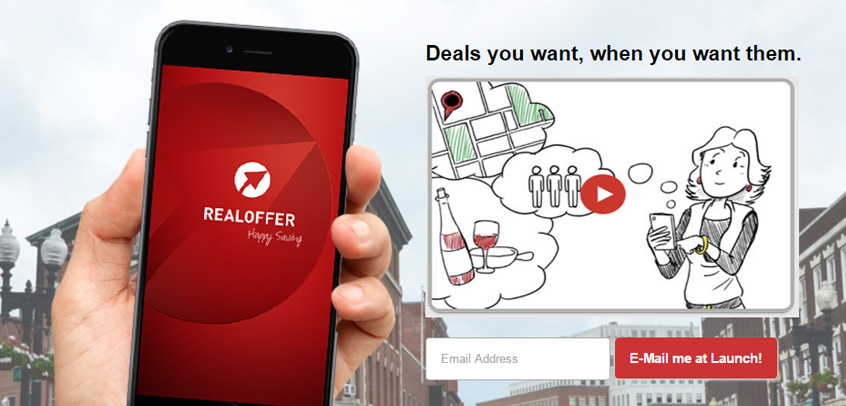 Deals you want, when you want them.
REALOFFER
Happy Saving
Email Address
E-Mail me at Launch!